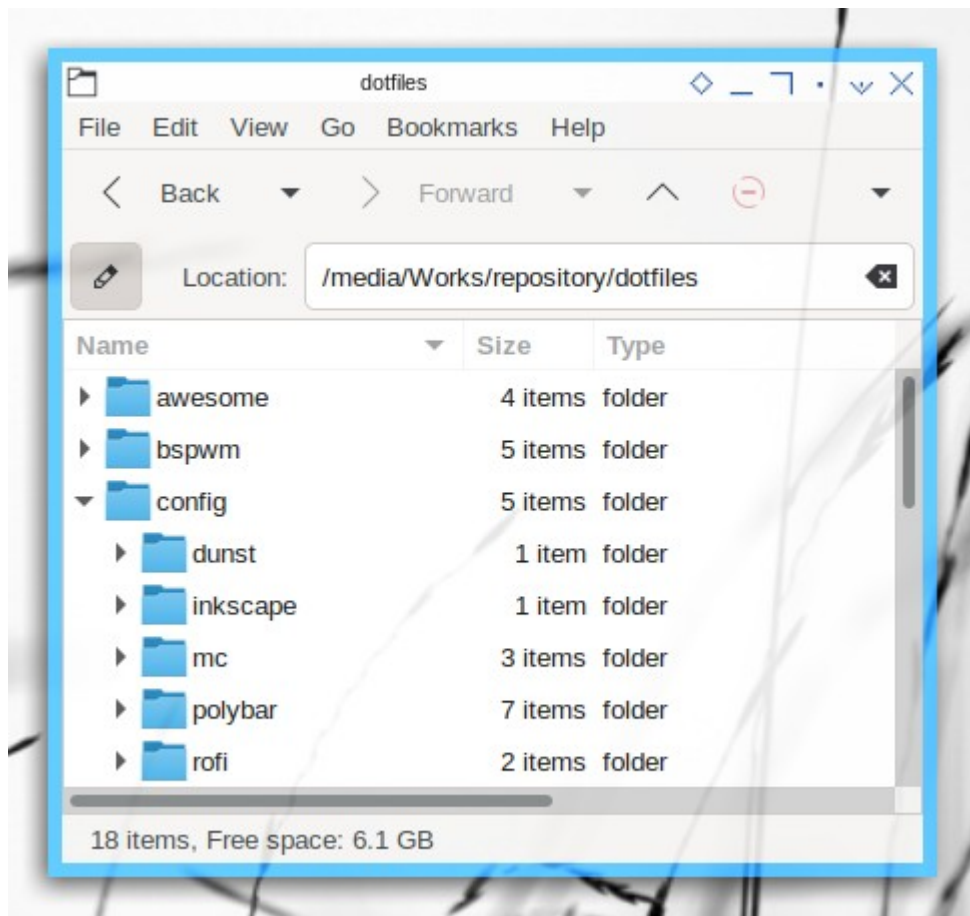 dotfiles
File Edit View Go Bookmarks Help
Back Forward
Location: /media/Works/repository/dotfiles
Name Size Type
awesome 4 items folder
bspwm 5 items folder
config 5 items folder
dunst 1 item folder
inkscape 1 item folder
mc 3 items folder
polybar 7 items folder
rofi 2 items folder
18 items, Free space: 6.1 GB